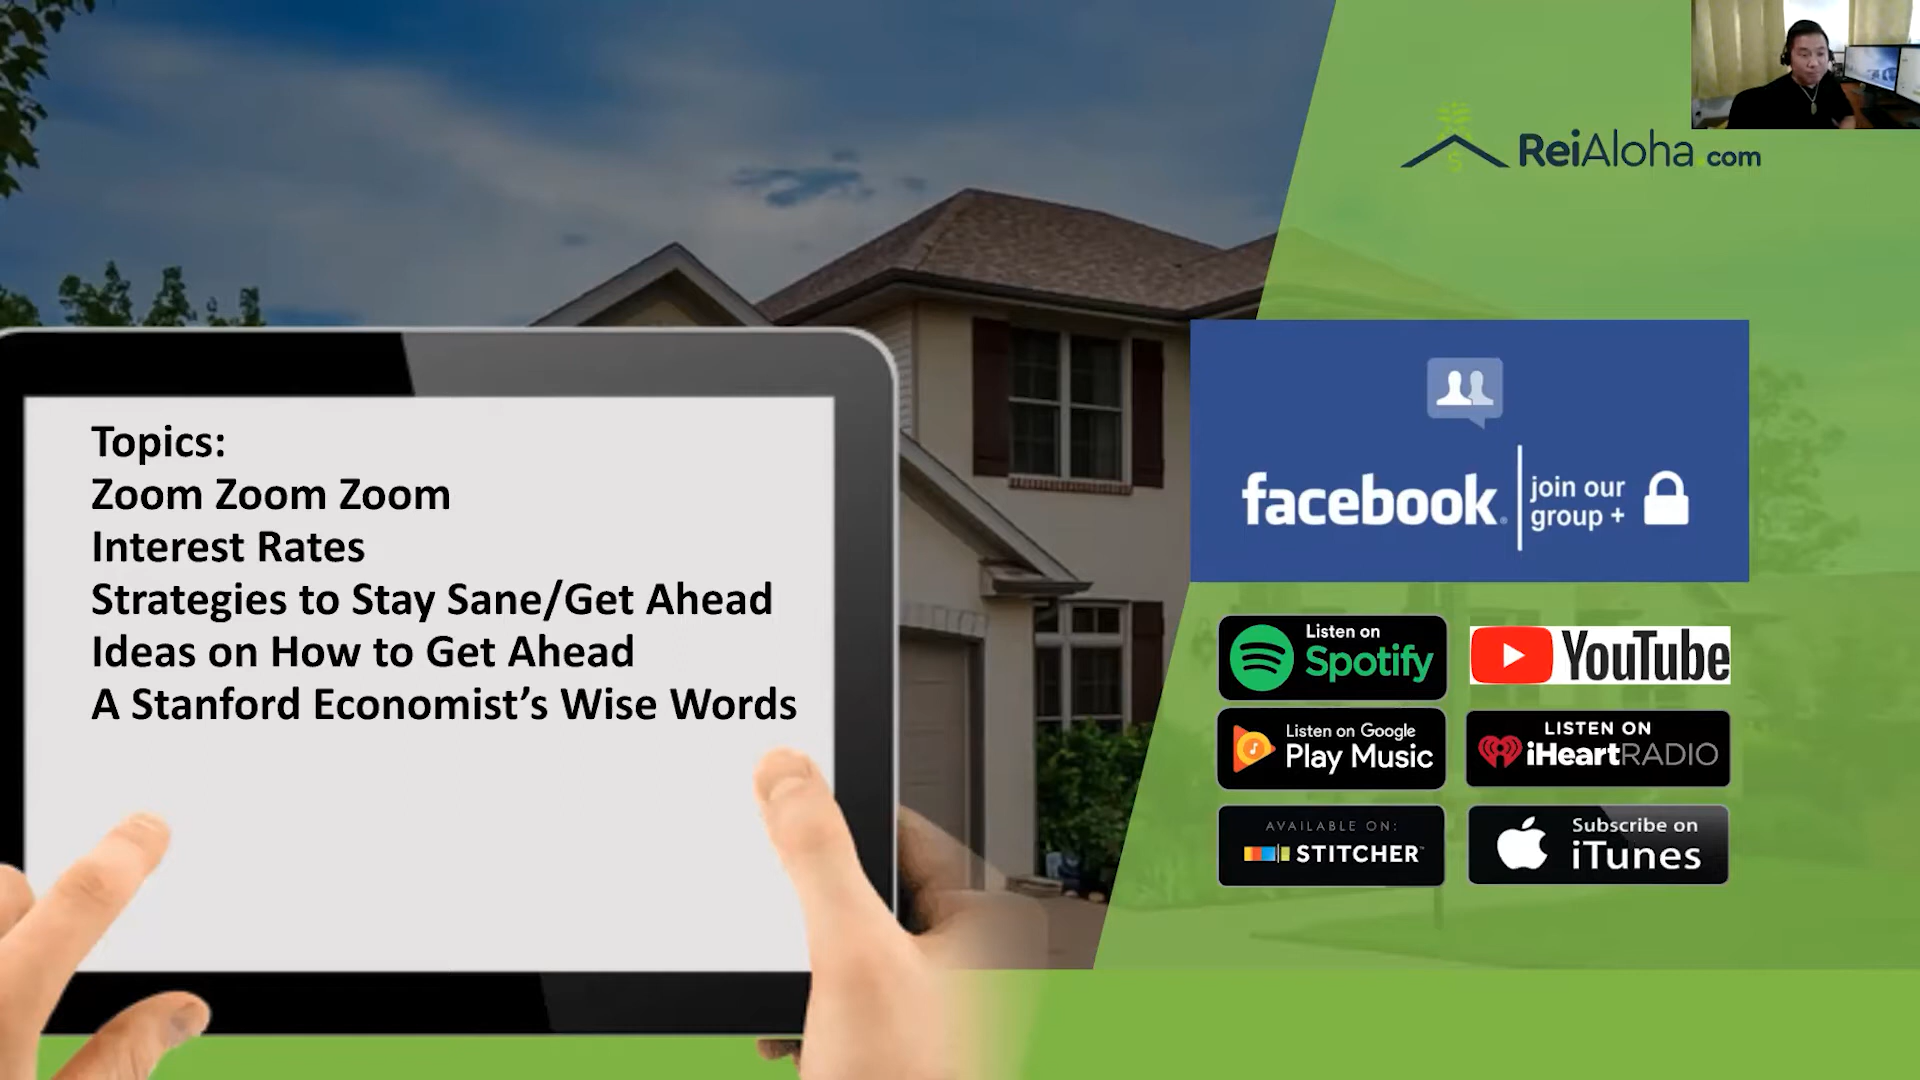 ReiAloha.com
Topics:
Zoom Zoom Zoom
Interest Rates
Strategies to Stay Sane/Get Ahead
Ideas on How to Get Ahead
A Stanford Economist’s Wise Words
facebook
join our
group +
Listen on
Spotify
YouTube
Listen on Google
Play Music
LISTEN ON
iHeartRADIO
AVAILABLE ON:
STITCHER
Subscribe on
iTunes